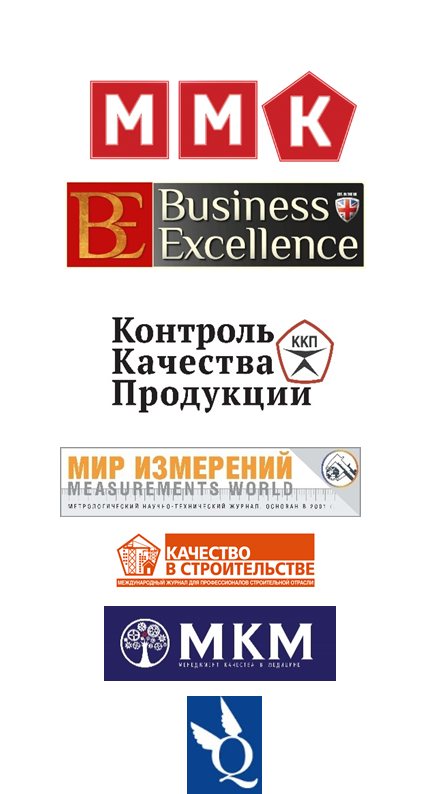 ММК
Business
Excellence
Контроль
Качества
Продукции
ККП
МИР ИЗМЕРЕНИЙ
MEASUREMENTS WORLD
МЕТРОЛОГИЧЕСКИЙ НАУЧНО-ТЕХНИЧЕСКИЙ ЖУРНАЛ. ОСНОВАН В 2001 г.
КАЧЕСТВО
В СТРОИТЕЛЬСТВЕ
МЕЖДУНАРОДНЫЙ ЖУРНАЛ ДЛЯ ПРОФЕССИОНАЛОВ СТРОИТЕЛЬНОЙ ОТРАСЛИ
МКМ
МЕНЕДЖМЕНТ КАЧЕСТВА В МЕДИЦИНЕ
Q